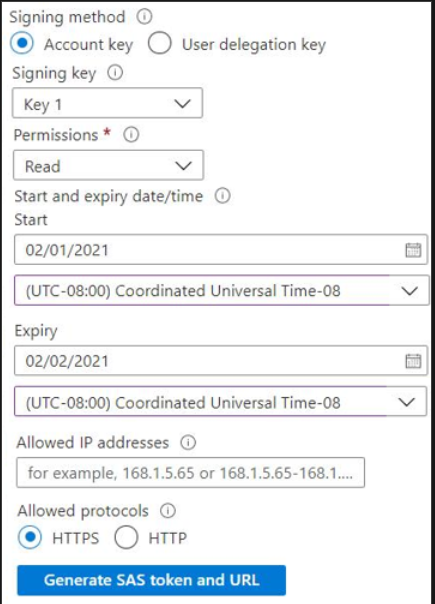 Signing method
Account key User delegation key
Signing key
Key 1
Permissions *
Read
Start and expiry date/time
Start
02/01/2021
(UTC-08:00) Coordinated Universal Time-08
Expiry
02/02/2021
(UTC-08:00) Coordinated Universal Time-08
Allowed IP addresses
for example, 168.1.5.65 or 168.1.5.65-168.1....
Allowed protocols
HTTPS HTTP
Generate SAS token and URL